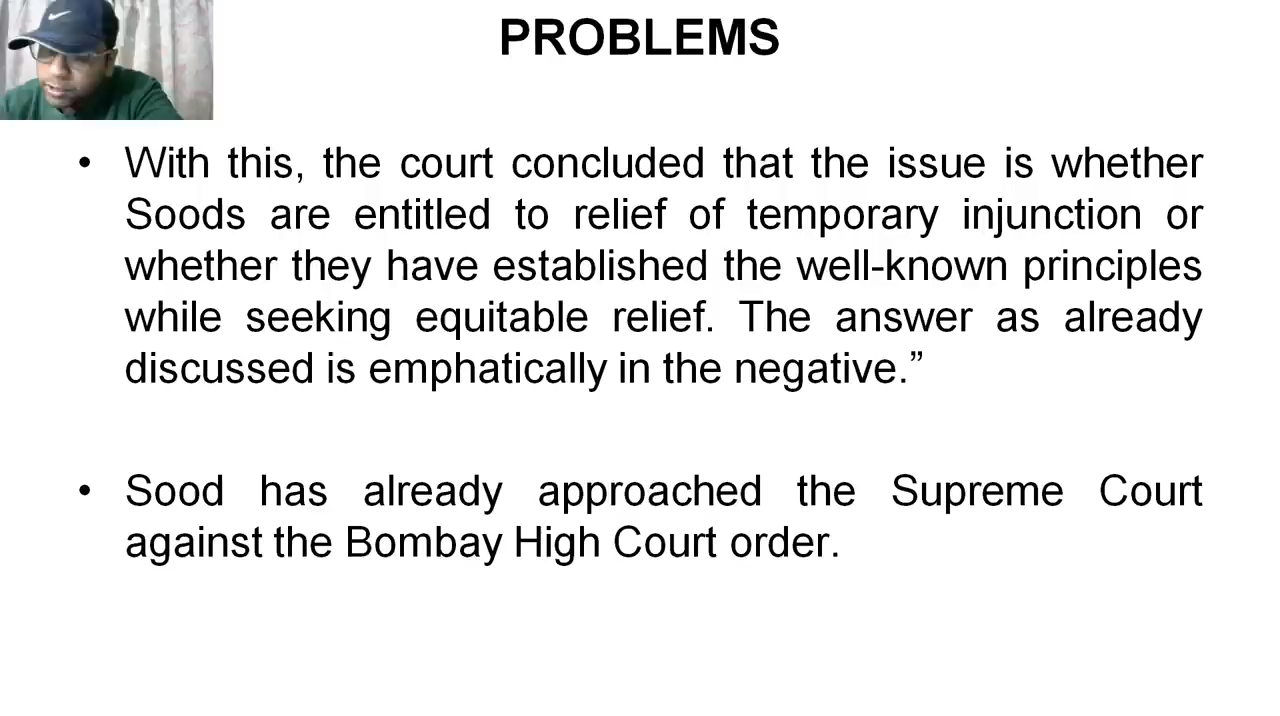 PROBLEMS
• With this, the court concluded that the issue is whether
Soods are entitled to relief of temporary injunction or
whether they have established the well-known principles
while seeking equitable relief. The answer as already
discussed is emphatically in the negative.”
• Sood has already approached the Supreme Court
against the Bombay High Court order.